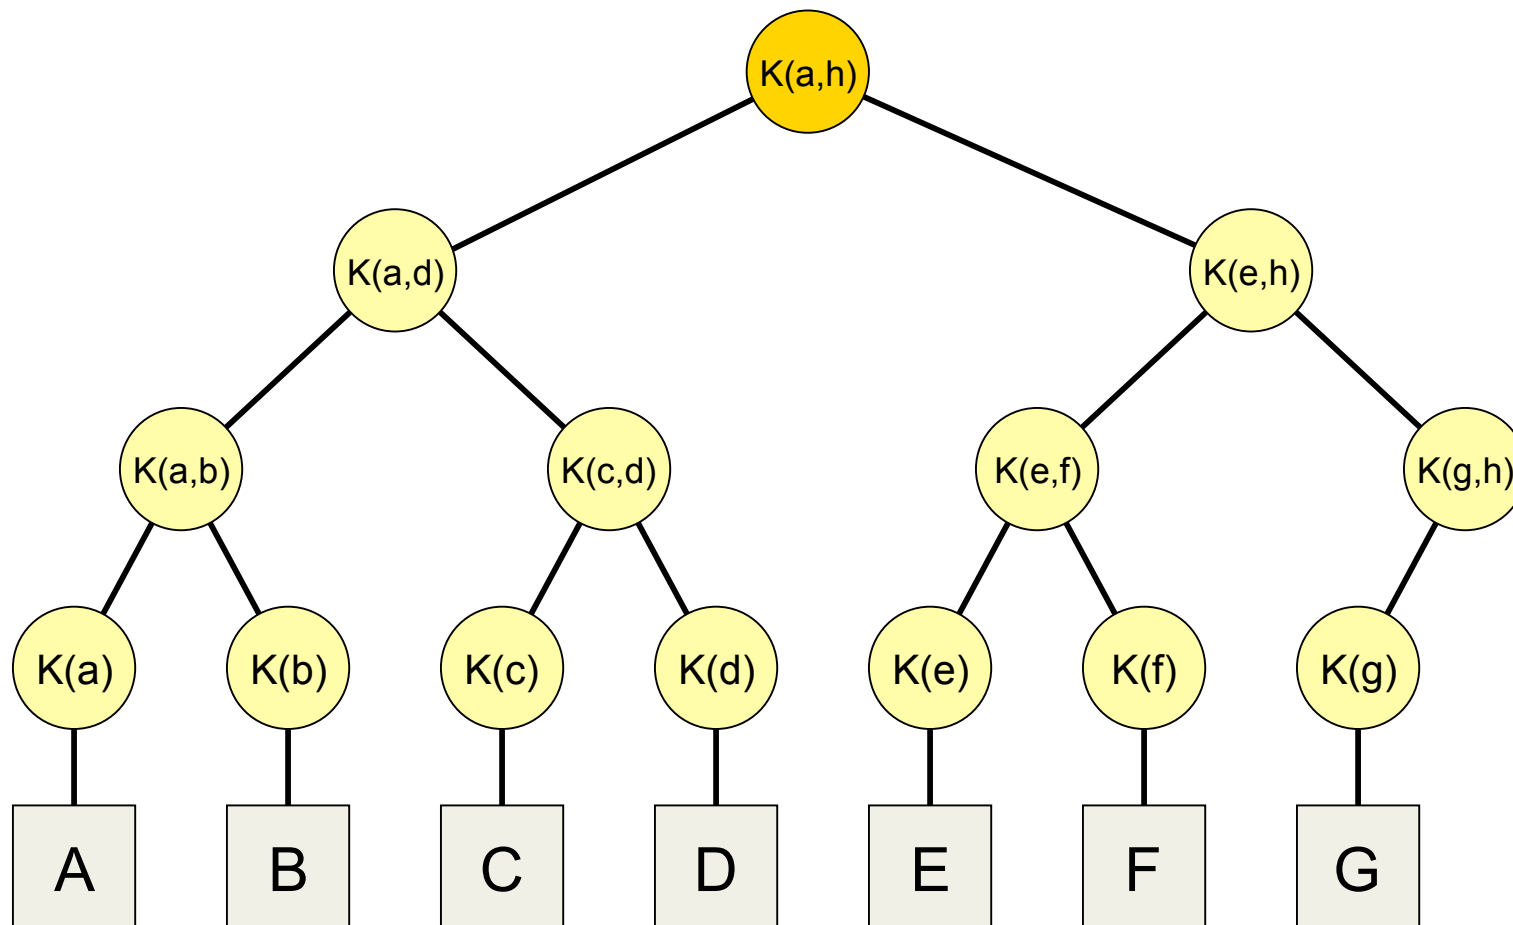 K(a,h)
K(a,d)
K(e,h)
K(a,b)
K(c,d)
K(e,f)
K(g,h)
K(a)
K(b)
K(c)
K(d)
K(e)
K(f)
K(g)
A
B
C
D
E
F
G